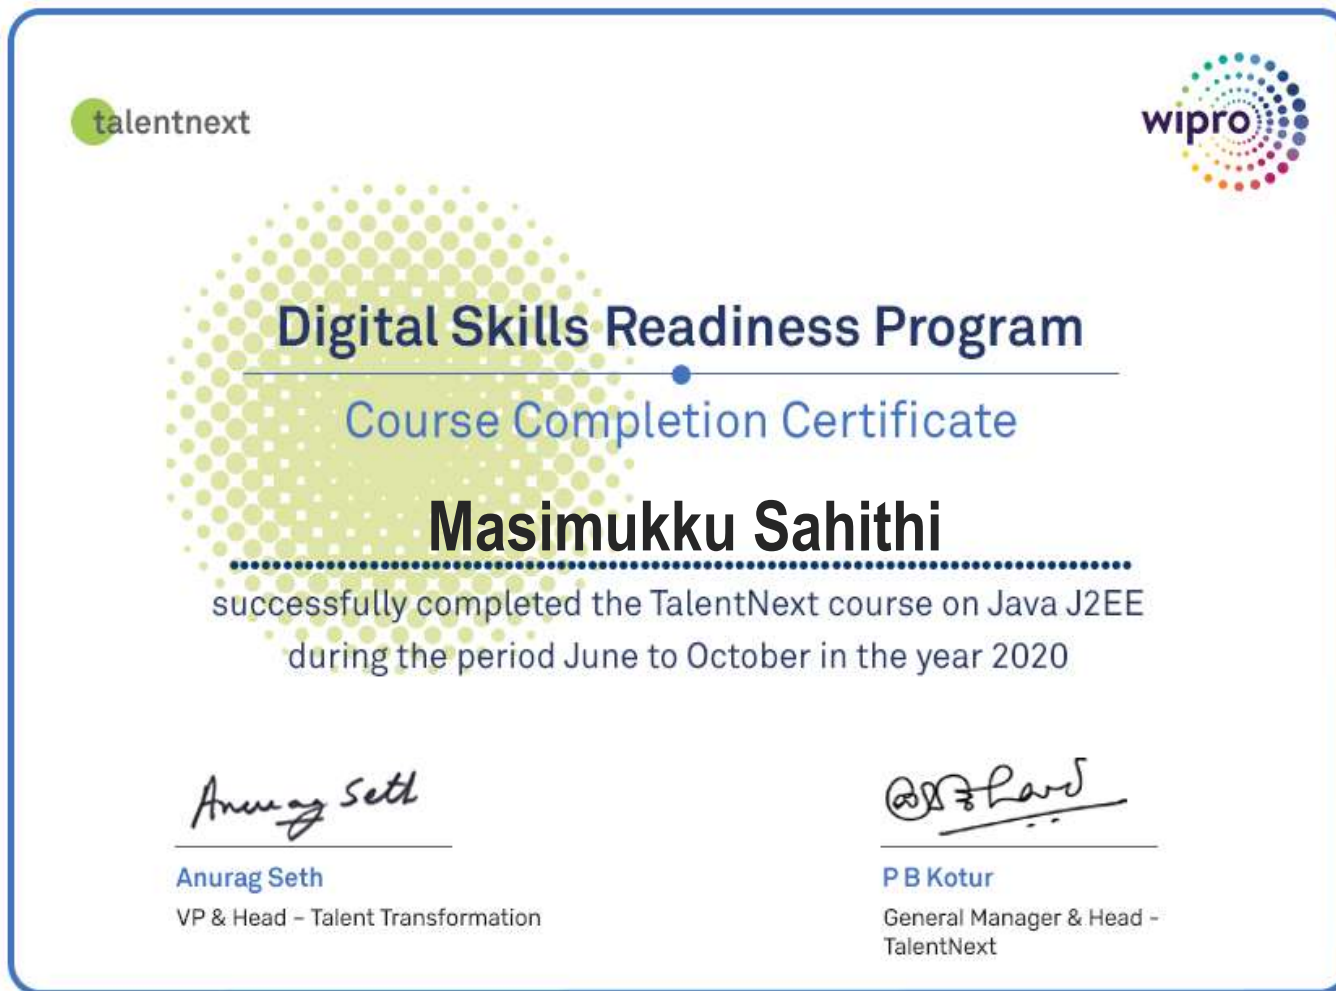 talentnext
wipro
Digital Skills Readiness Program
Course Completion Certificate
Masimukku Sahithi
successfully completed the TalentNext course on Java J2EE
during the period June to October in the year 2020
Anurag Seth
Anurag Seth
VP & Head – Talent Transformation
P B Kotur
General Manager & Head -
TalentNext